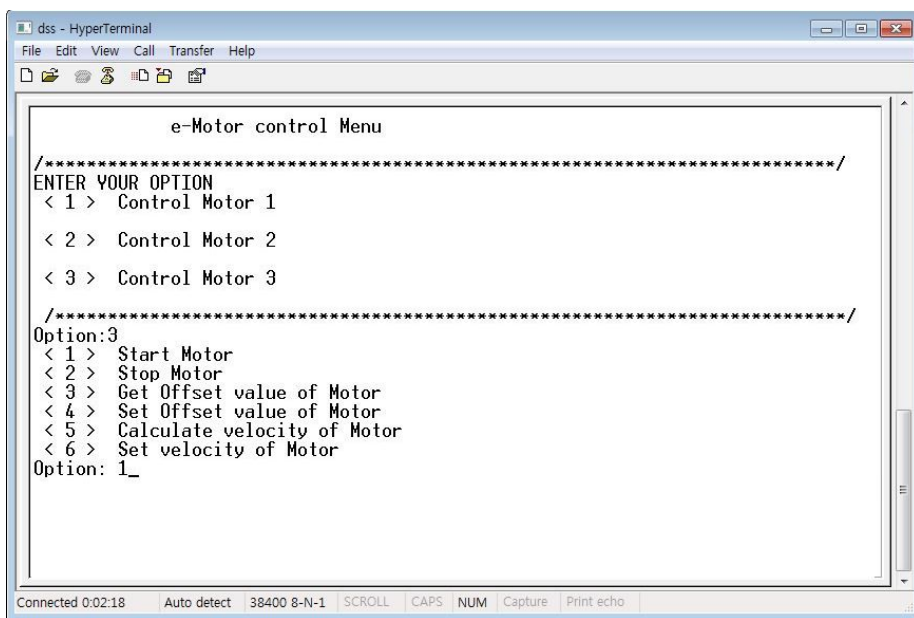 dss - HyperTerminal
File Edit View Call Transfer Help
e-Motor control Menu
/***************************************************************************/
ENTER YOUR OPTION
< 1 > Control Motor 1
< 2 > Control Motor 2
< 3 > Control Motor 3
/***************************************************************************/
Option:3
< 1 > Start Motor
< 2 > Stop Motor
< 3 > Get Offset value of Motor
< 4 > Set Offset value of Motor
< 5 > Calculate velocity of Motor
< 6 > Set velocity of Motor
Option: 1_
Connected 0:02:18 Auto detect 38400 8-N-1 SCROLL CAPS NUM Capture Print echo